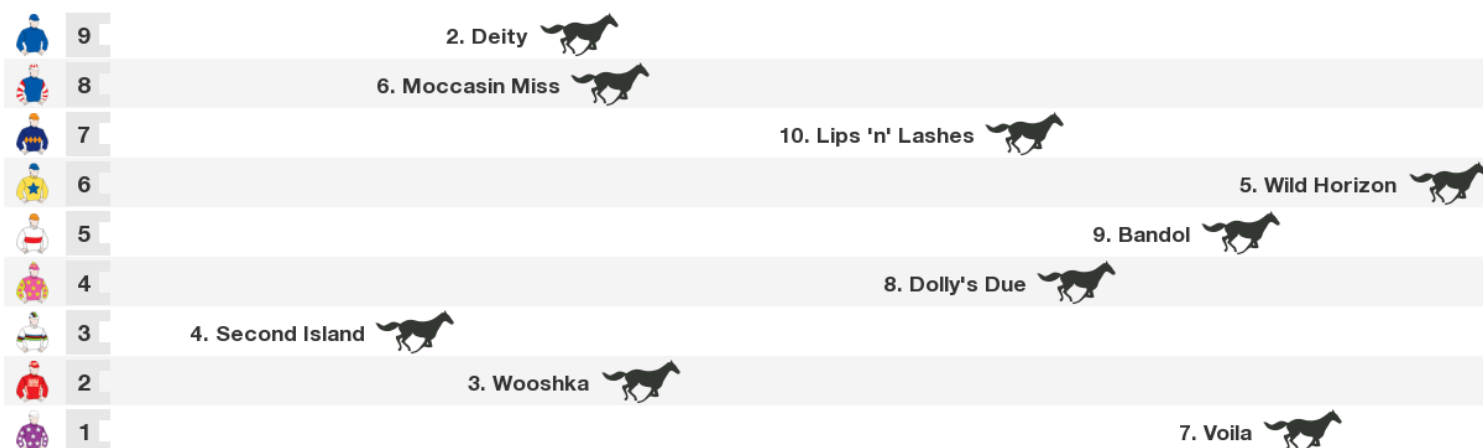 9 2. Deity
8 6. Moccasin Miss
7 10. Lips 'n' Lashes
6 5. Wild Horizon
5 9. Bandol
4 8. Dolly's Due
3 4. Second Island
2 3. Wooshka
1 7. Voila